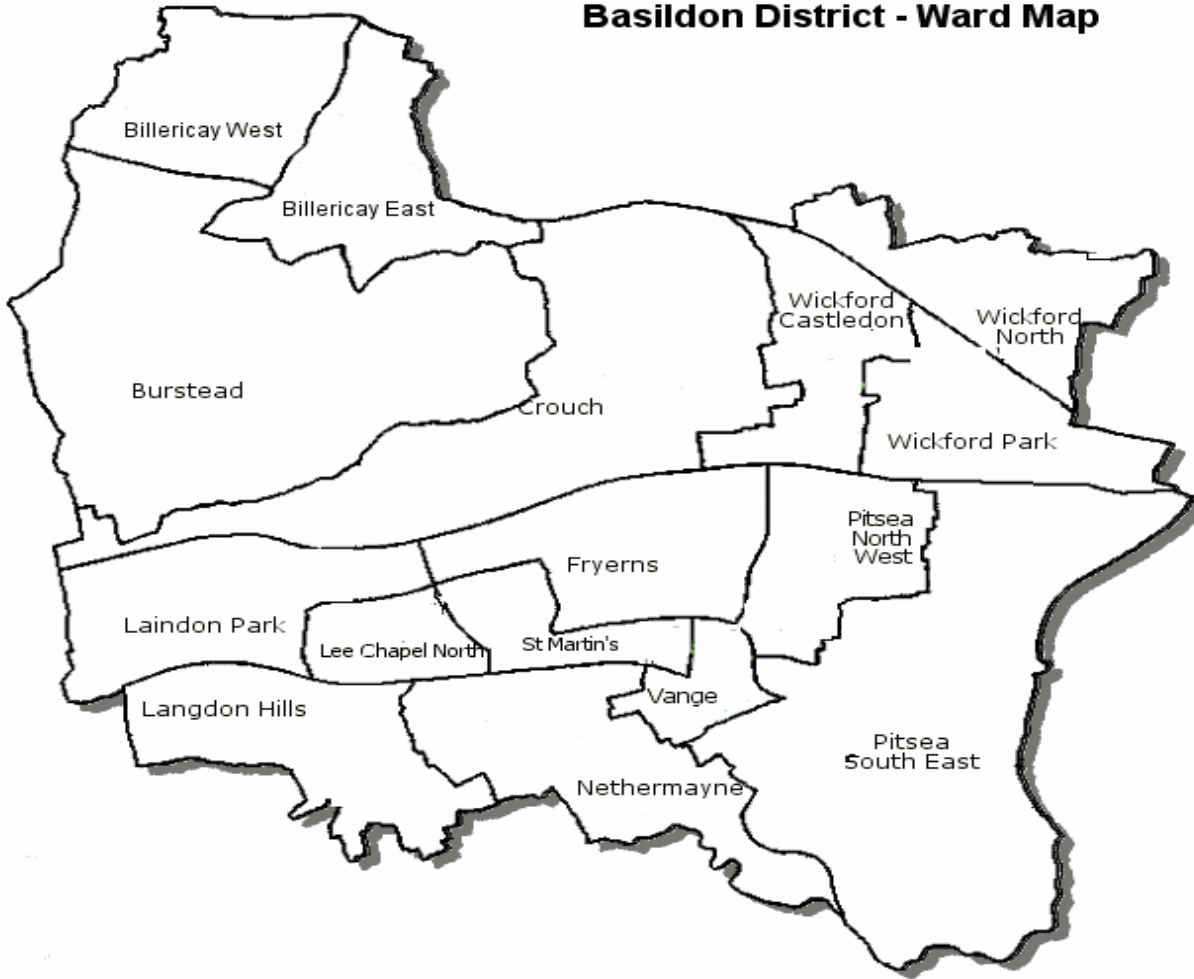 Basildon District - Ward Map
Billericay West
Billericay East
Wickford
Castledon
Wickford
North
Burstead
Crouch
Wickford Park
Pitsea
North
West
Fryerns
Laindon Park
Lee Chapel North
St Martin's
Vange
Langdon Hills
Pitsea
South East
Nethermayne